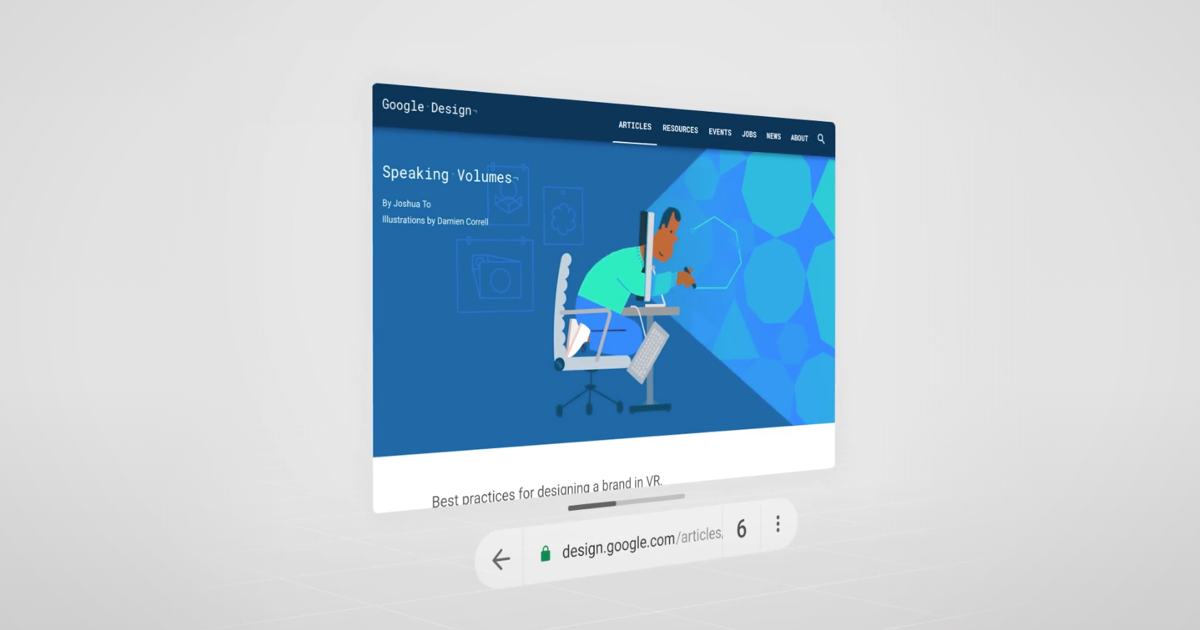 Google Design¬
ARTICLES RESOURCES EVENTS JOBS NEWS ABOUT
Speaking Volumes¬
By Joshua To
Illustrations by Damien Correll
Best practices for designing a brand in VR.
design.google.com/articles
6